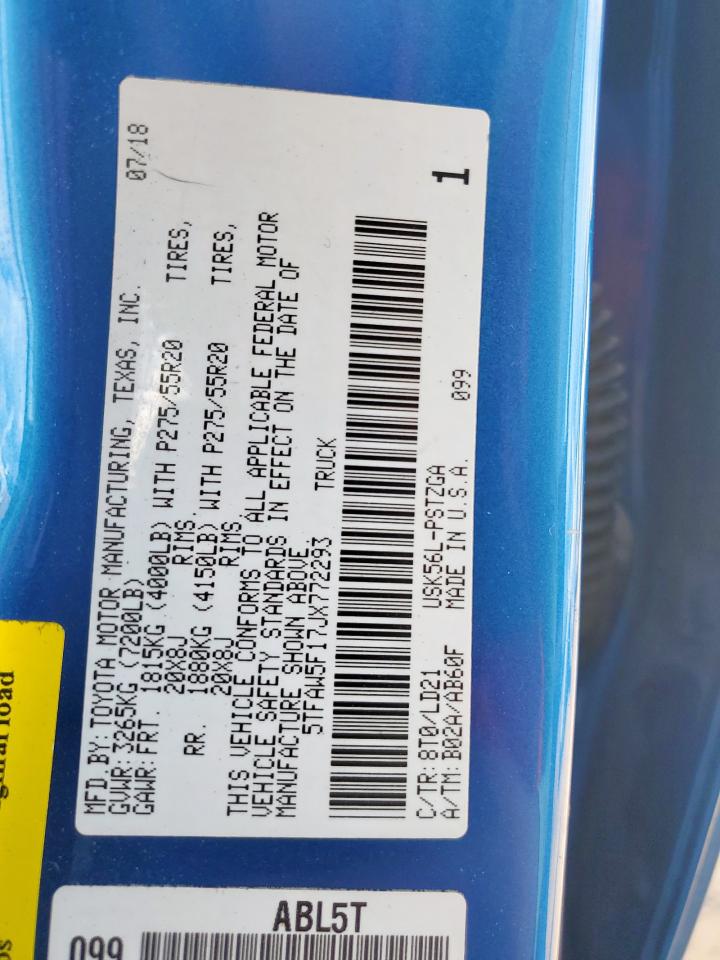 MFD.BY:TOYOTA MOTOR MANUFACTURING, TEXAS, INC. 07/18
GVWR:3265KG (7200LB)
GAWR:FRT. 1815KG (4000LB) WITH P275/55R20 TIRES,
20X8J RIMS.
RR. 1880KG (4150LB) WITH P275/55R20 TIRES,
20X8J RIMS
THIS VEHICLE CONFORMS TO ALL APPLICABLE FEDERAL MOTOR
VEHICLE SAFETY STANDARDS IN EFFECT ON THE DATE OF
MANUFACTURE SHOWN ABOVE
5TFAW5F17JX772293 TRUCK
C/TR:8T0/LD21 USK56L-PSTZGA 099 1
A/TM:B02A/AB60F MADE IN U.S.A.
ABL5T
099
load